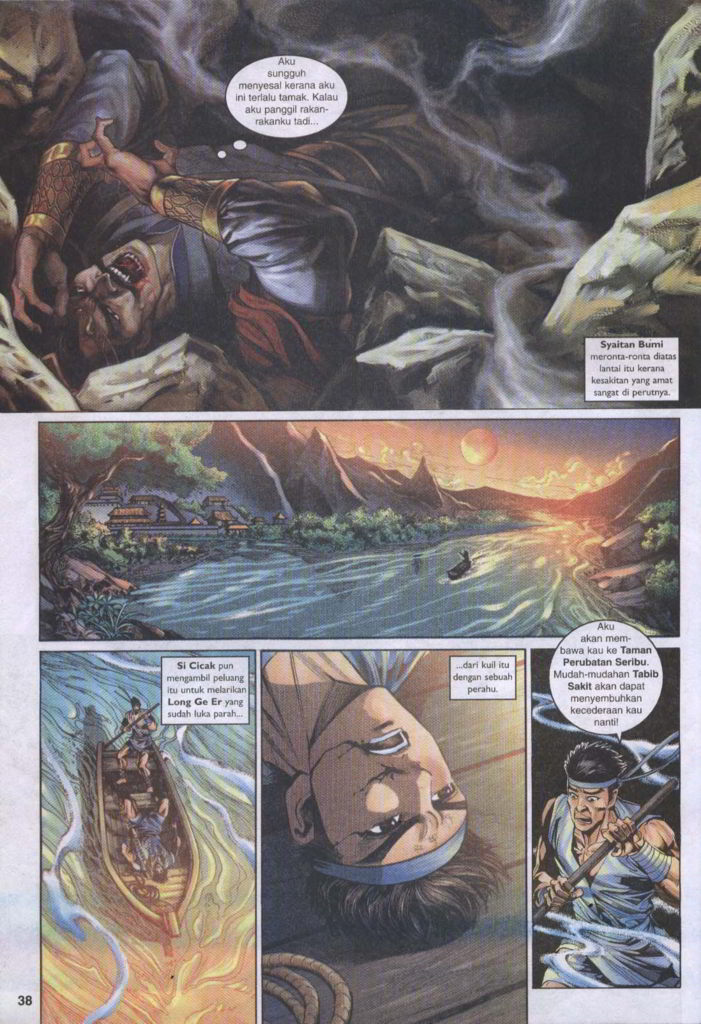 Aku
sungguh
menyesal kerana aku
ini terlalu tamak. Kalau
aku panggil rakan-
rakanku tadi...
Syaitan Bumi
meronta-ronta diatas
lantai itu kerana
kesakitan yang amat
sangat di perutnya.
Si Cicak pun
mengambil peluang
itu untuk melarikan
Long Ge Er yang
sudah luka parah...
...dari kuil itu
dengan sebuah
perahu.
Aku
akan mem-
bawa kau ke Taman
Perubatan Seribu.
Mudah-mudahan Tabib
Sakit akan dapat
menyembuhkan
kecederaan kau
nanti!
38